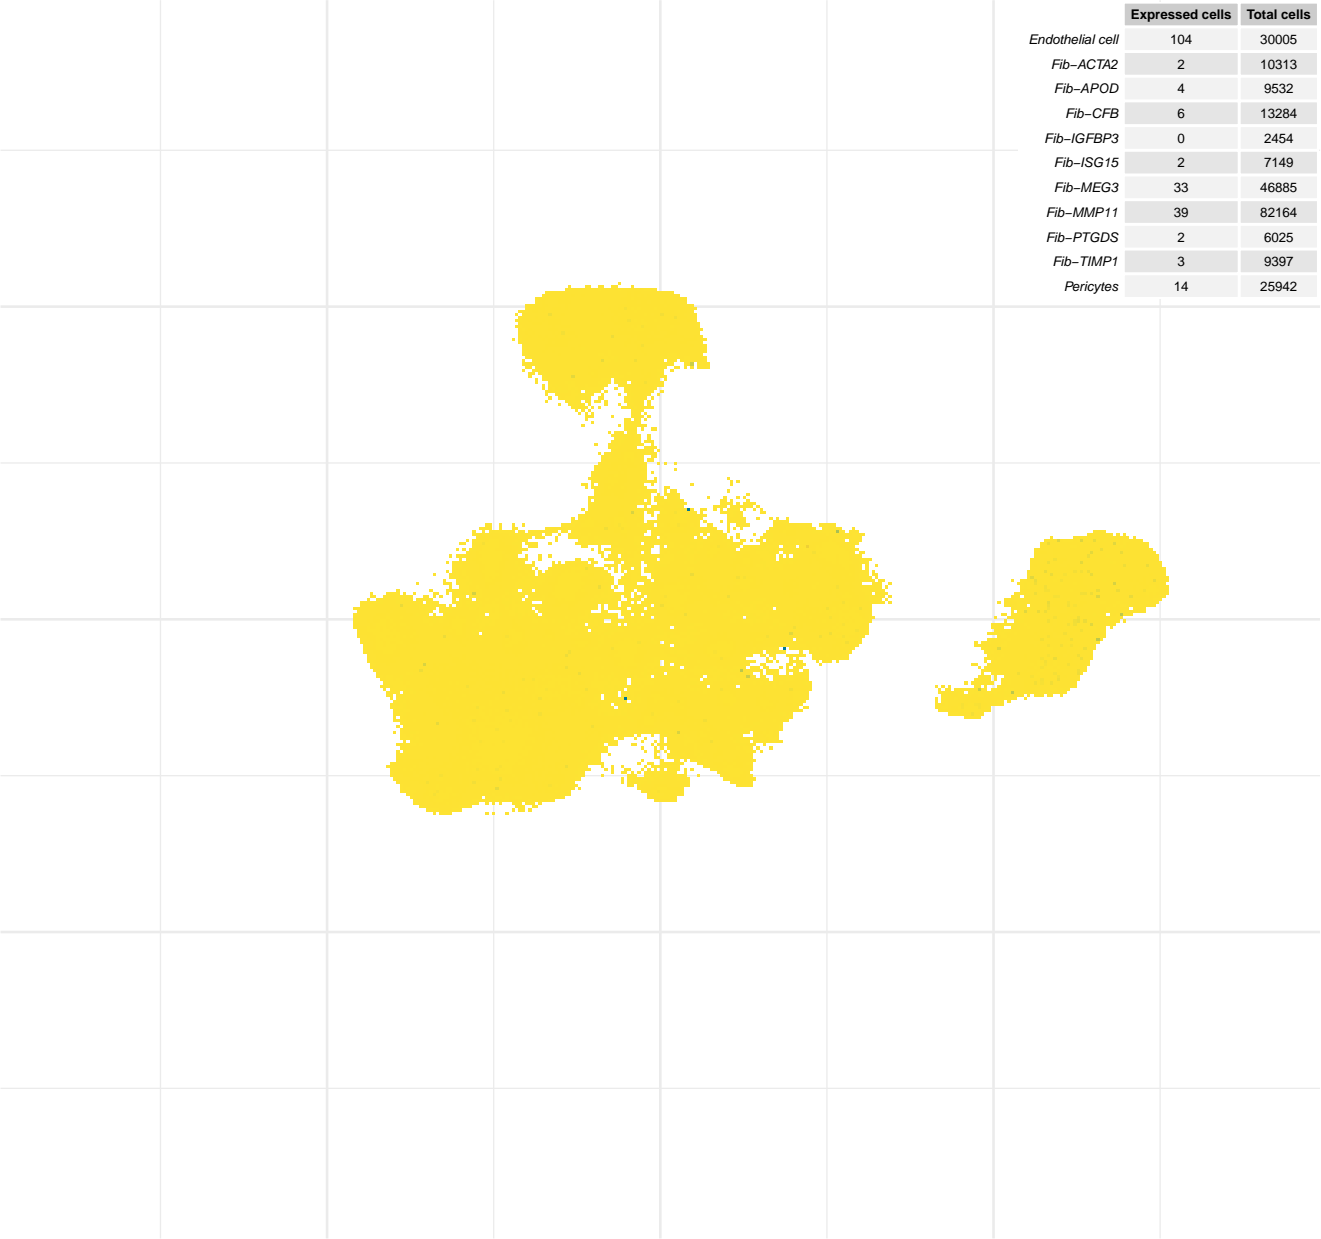 Expressed cells Total cells
Endothelial cell 104 30005
Fib−ACTA2 2 10313
Fib−APOD 4 9532
Fib−CFB 6 13284
Fib−IGFBP3 0 2454
Fib−ISG15 2 7149
Fib−MEG3 33 46885
Fib−MMP11 39 82164
Fib−PTGDS 2 6025
Fib−TIMP1 3 9397
Pericytes 14 25942